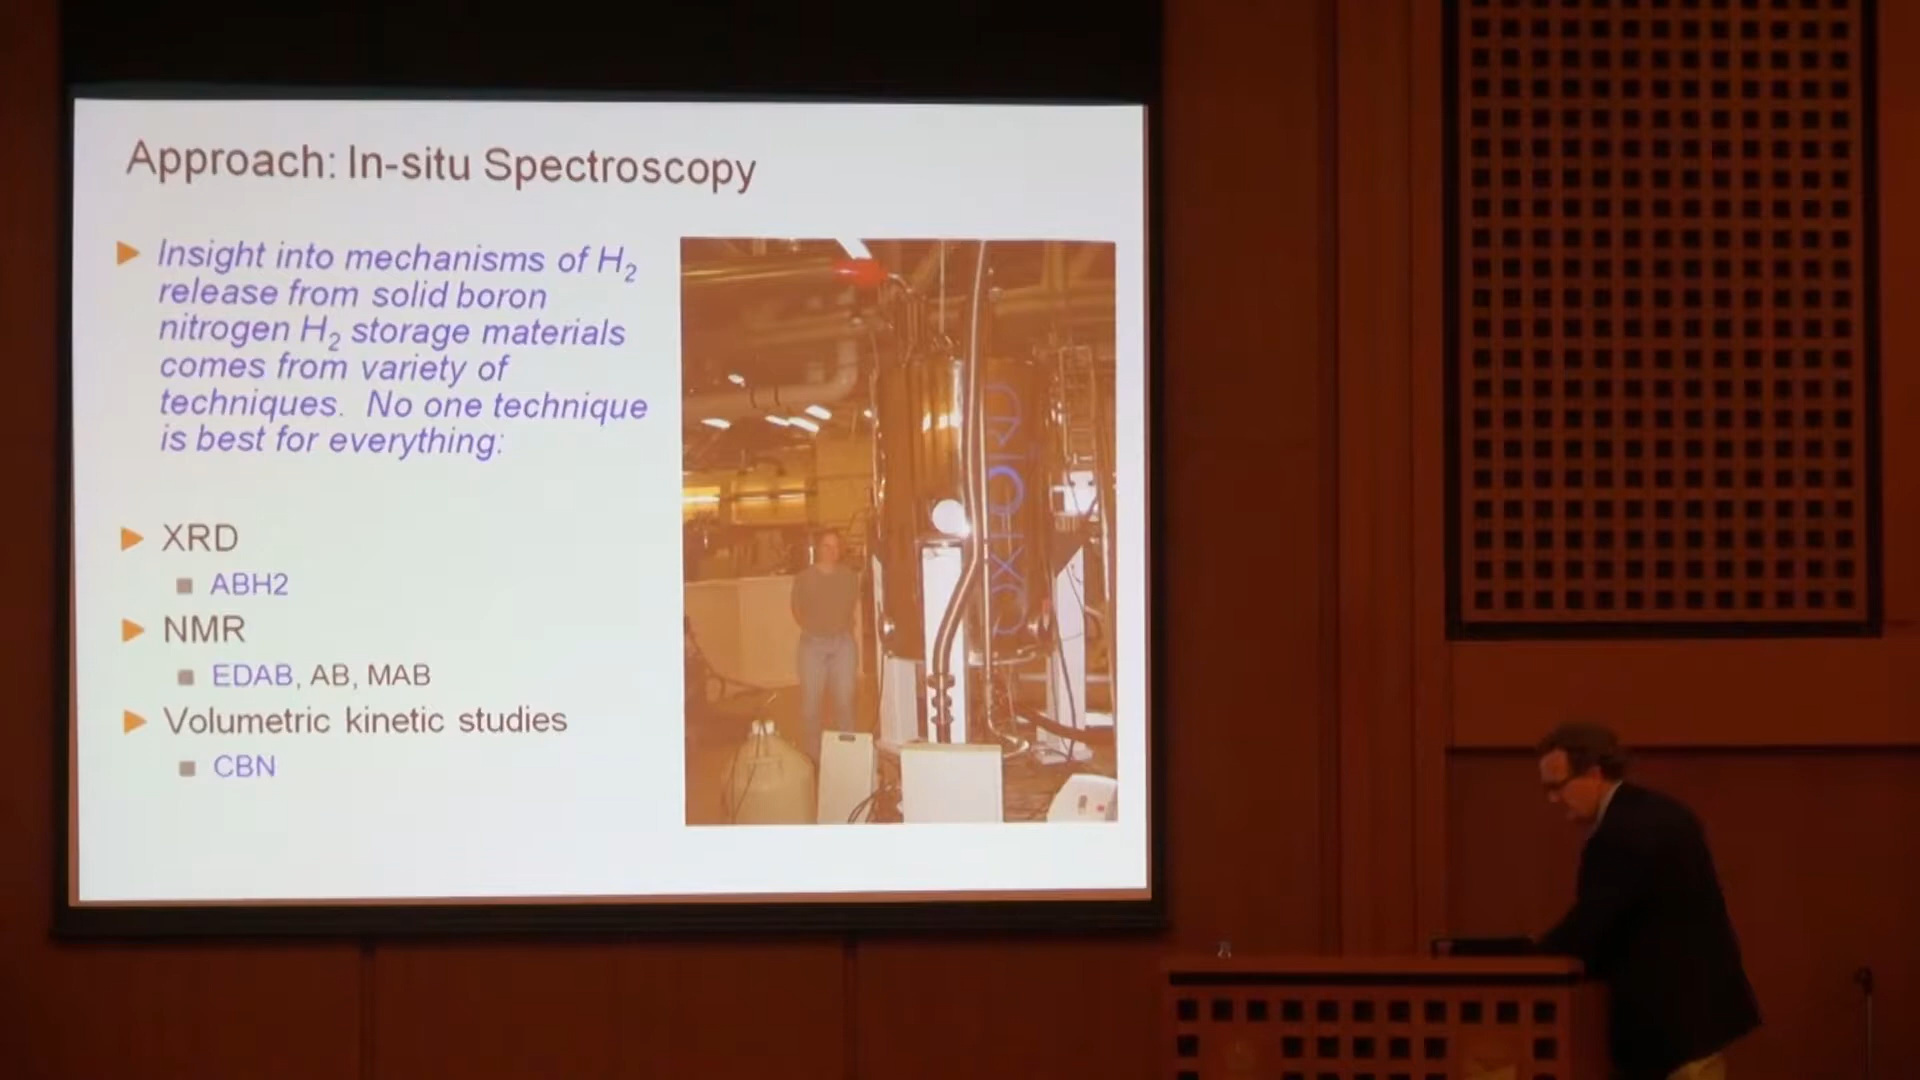 Approach: In-situ Spectroscopy
Insight into mechanisms of H₂
release from solid boron
nitrogen H₂ storage materials
comes from variety of
techniques. No one technique
is best for everything:
XRD
ABH2
NMR
EDAB, AB, MAB
Volumetric kinetic studies
CBN
OXFORD